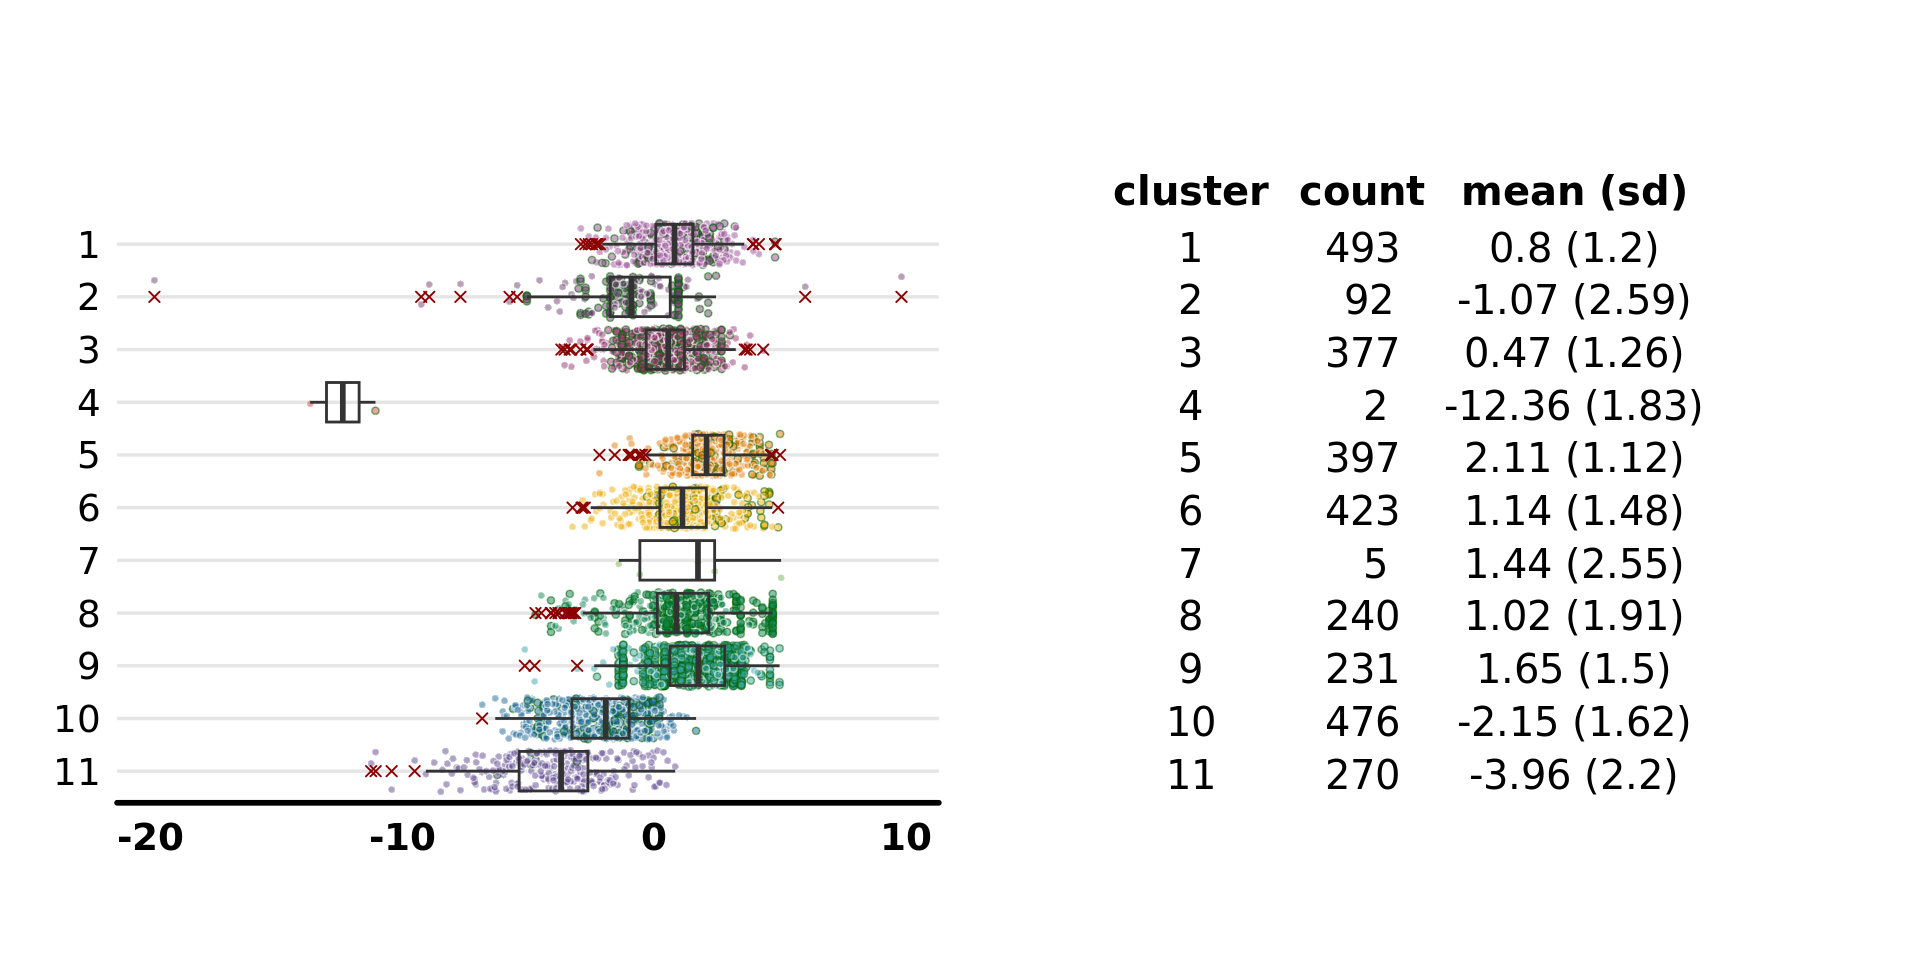 cluster count mean (sd)
1 1 493 0.8 (1.2)
2 2 92 -1.07 (2.59)
3 3 377 0.47 (1.26)
4 4 2 -12.36 (1.83)
5 5 397 2.11 (1.12)
6 6 423 1.14 (1.48)
7 7 5 1.44 (2.55)
8 8 240 1.02 (1.91)
9 9 231 1.65 (1.5)
10 10 476 -2.15 (1.62)
11 11 270 -3.96 (2.2)
-20 -10 0 10